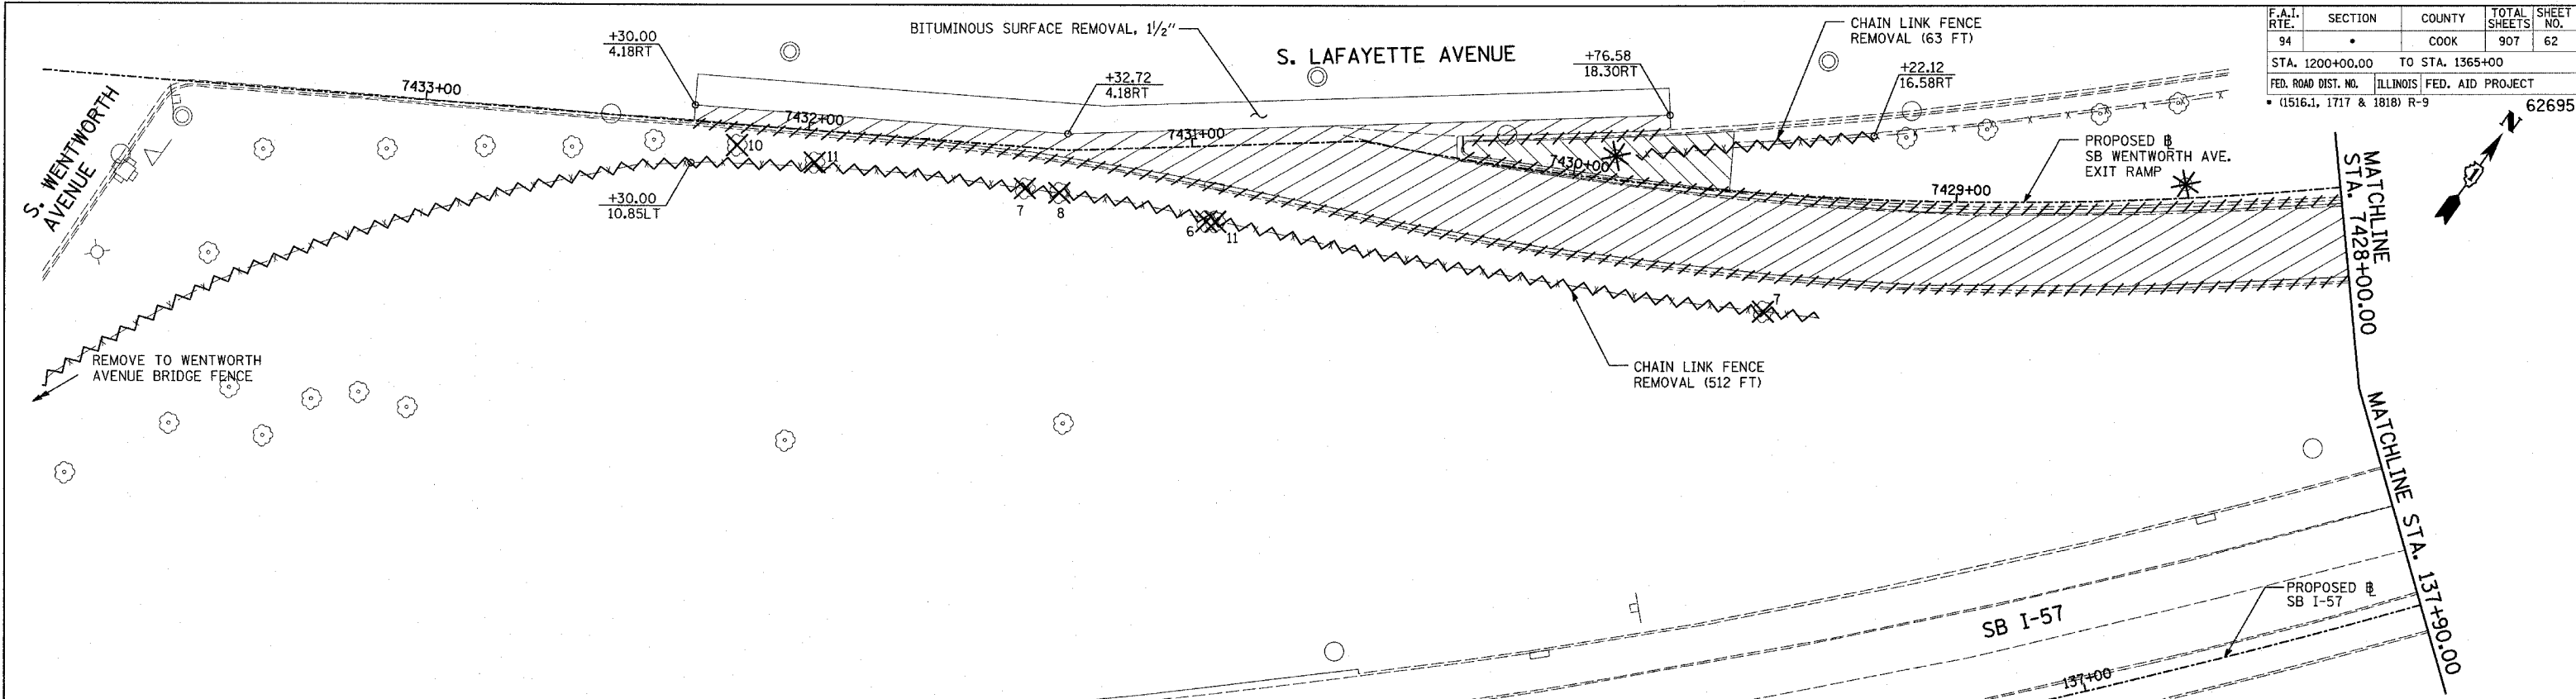 F.A.I. RTE. SECTION COUNTY TOTAL SHEETS SHEET NO.
94 • COOK 907 62
STA. 1200+00.00 TO STA. 1365+00
FED. ROAD DIST. NO. ILLINOIS FED. AID PROJECT
• (1516.1, 1717 & 1818) R-9
62695
N
1
BITUMINOUS SURFACE REMOVAL, 1½"
S. LAFAYETTE AVENUE
CHAIN LINK FENCE
REMOVAL (63 FT)
+30.00
4.18RT
+32.72
4.18RT
+76.58
18.30RT
+22.12
16.58RT
S. WENTWORTH
AVENUE
7433+00
7432+00
7431+00
7430+00
7429+00
PROPOSED B
SB WENTWORTH AVE.
EXIT RAMP
MATCHLINE
STA. 7428+00.00
10
11
7
8
6
11
7
+30.00
10.85LT
REMOVE TO WENTWORTH
AVENUE BRIDGE FENCE
CHAIN LINK FENCE
REMOVAL (512 FT)
MATCHLINE STA. 137+90.00
PROPOSED B
SB I-57
SB I-57
137+00